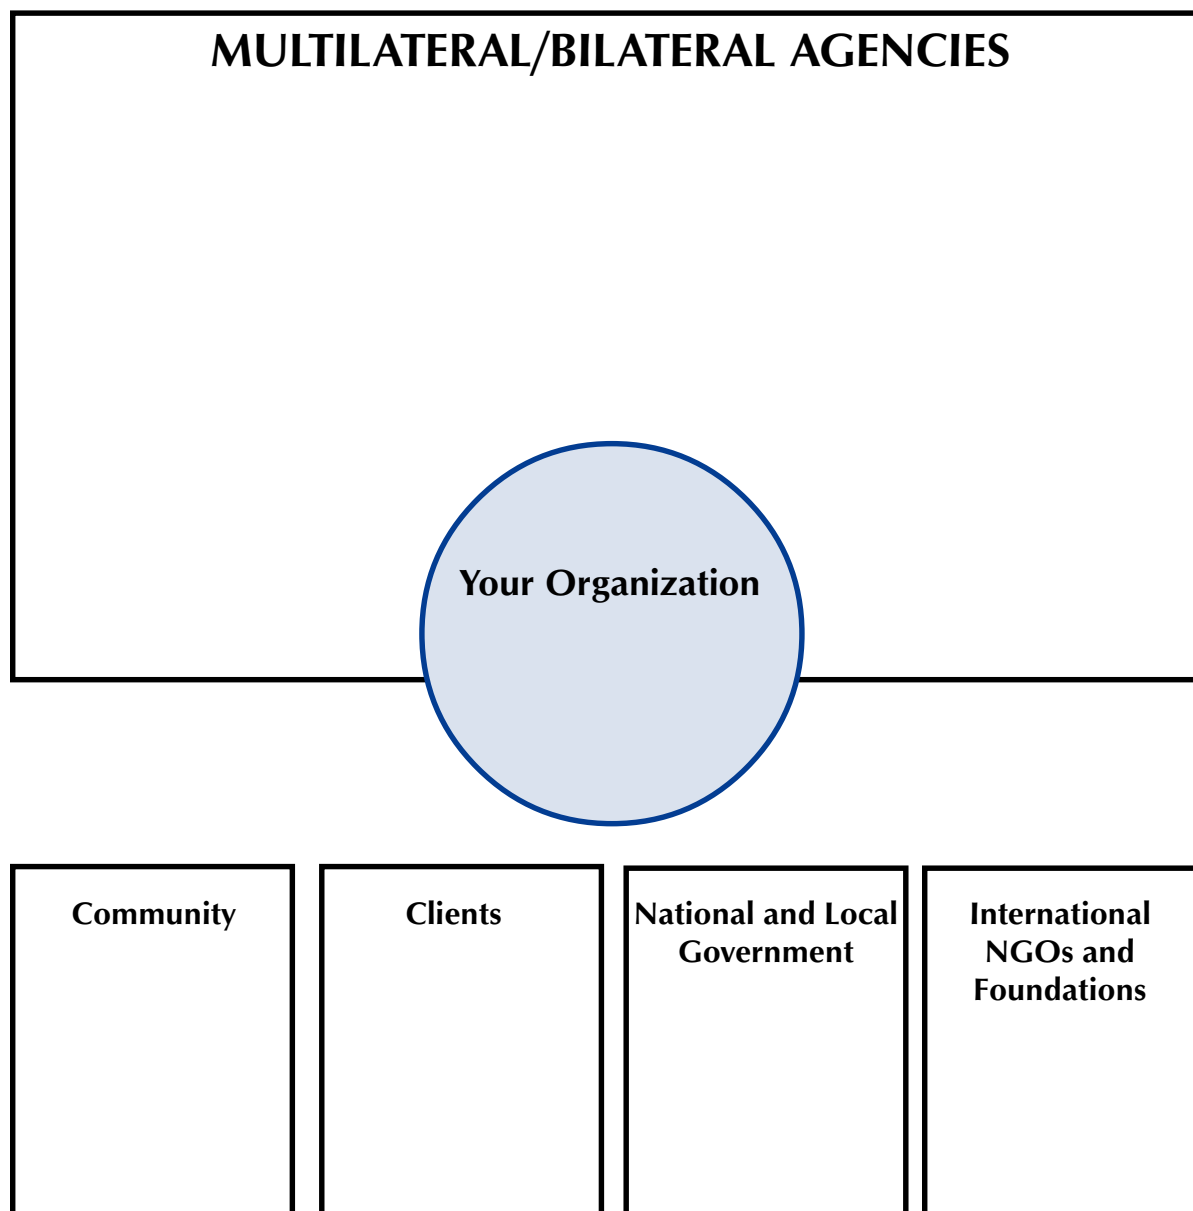 MULTILATERAL/BILATERAL AGENCIES
Your Organization
Community
Clients
National and Local
Government
International
NGOs and
Foundations